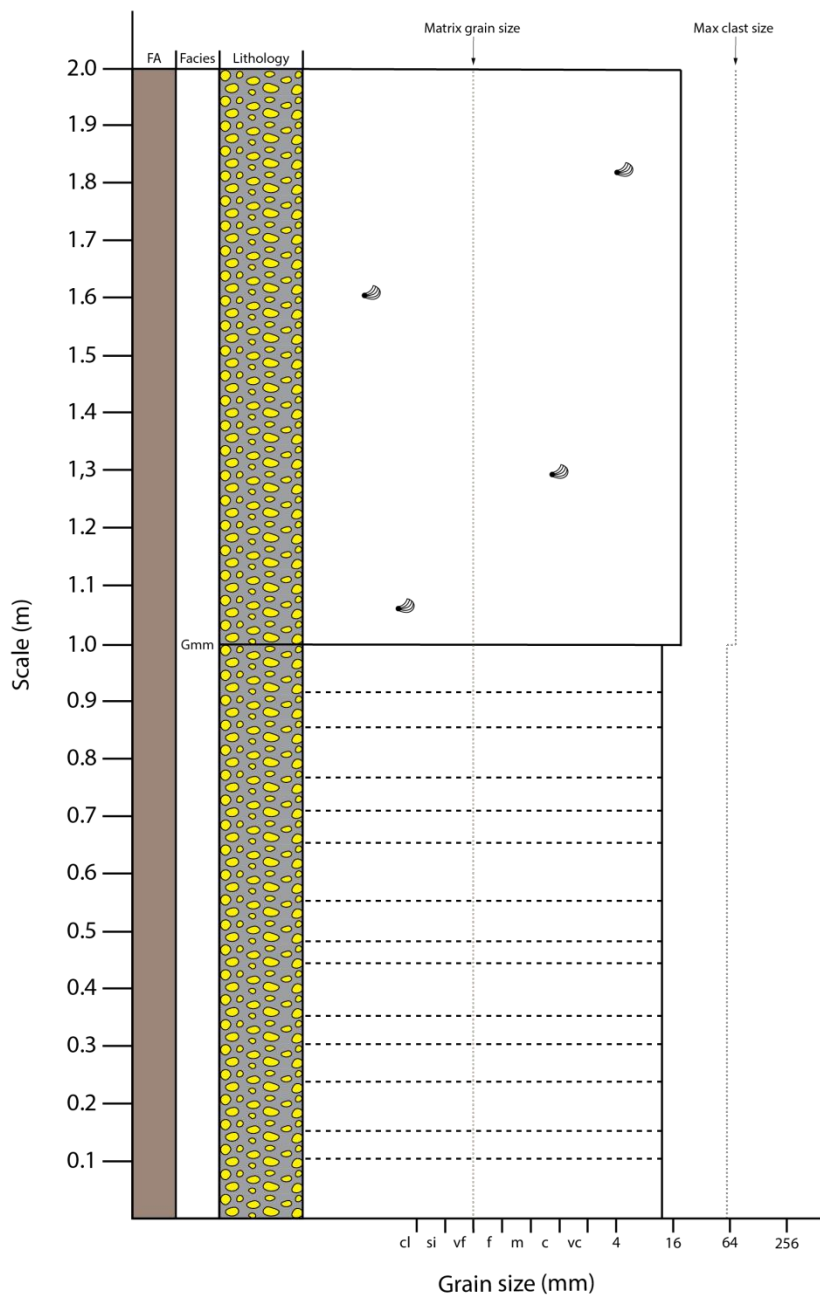 Matrix grain size
Max clast size
FA
Facies
Lithology
2.0
1.9
1.8
1.7
1.6
1.5
1.4
1,3
1.2
1.1
1.0
Gmm
0.9
0.8
0.7
0.6
0.5
0.4
0.3
0.2
0.1
Scale (m)
cl si vf f m c vc 4 16 64 256
Grain size (mm)